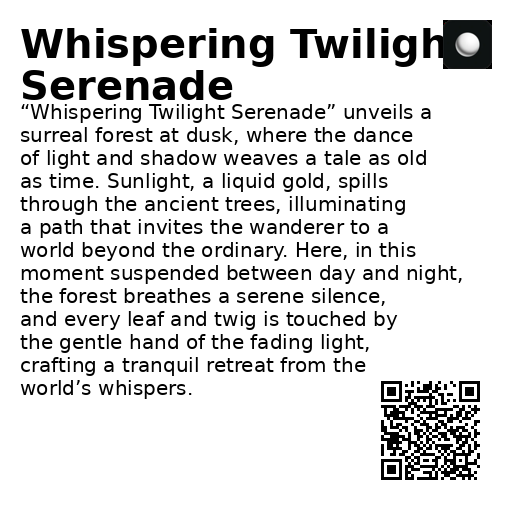 Whispering Twiligh
Serenade
“Whispering Twilight Serenade” unveils a
surreal forest at dusk, where the dance
of light and shadow weaves a tale as old
as time. Sunlight, a liquid gold, spills
through the ancient trees, illuminating
a path that invites the wanderer to a
world beyond the ordinary. Here, in this
moment suspended between day and night,
the forest breathes a serene silence,
and every leaf and twig is touched by
the gentle hand of the fading light,
crafting a tranquil retreat from the
world’s whispers.